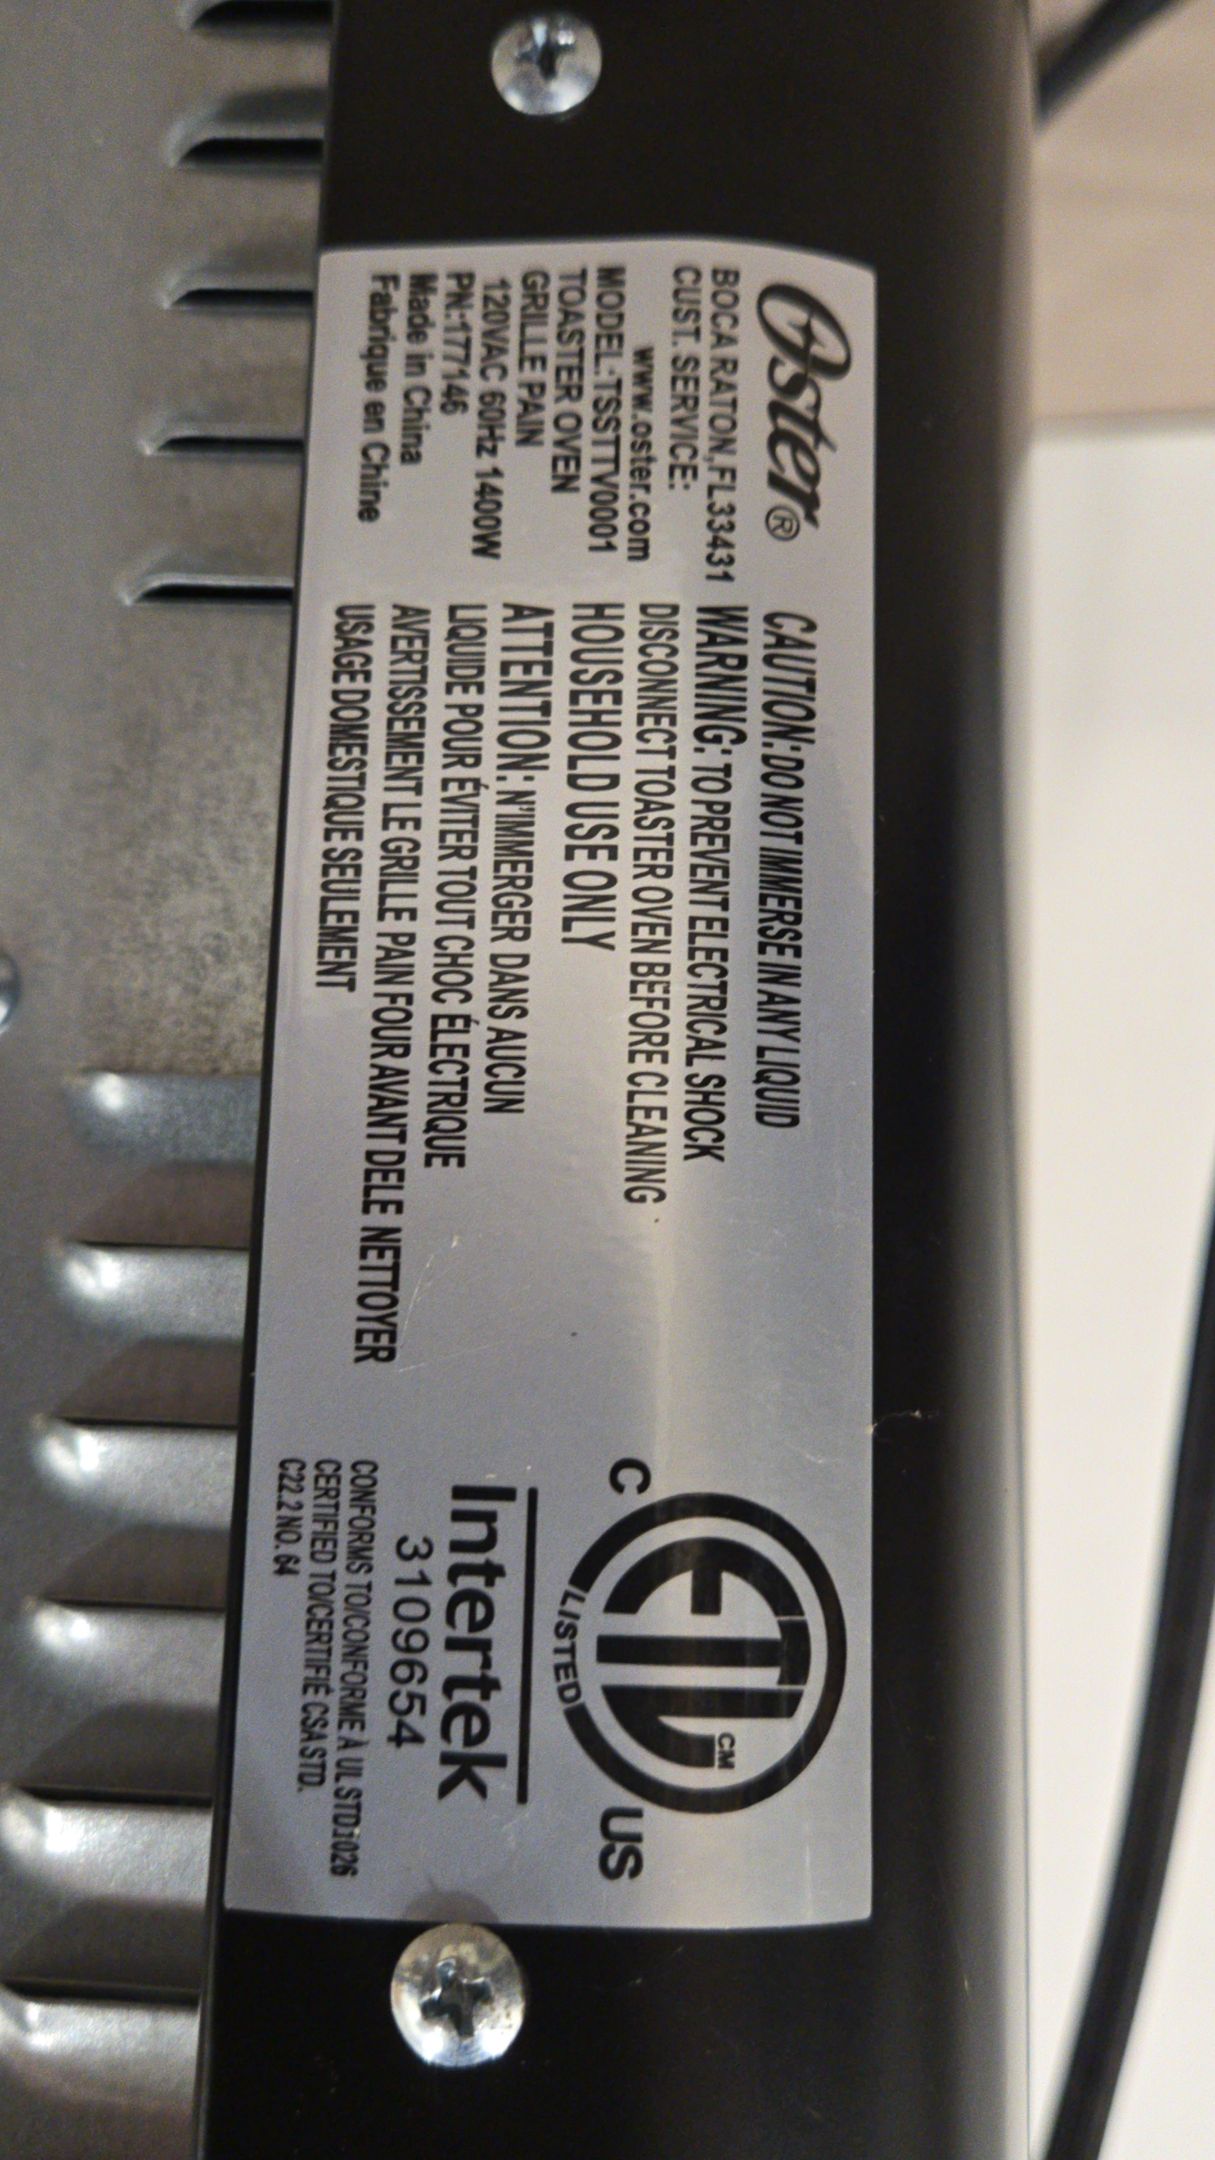 Oster®
BOCA RATON, FL33431
CUST. SERVICE:
www.oster.com
MODEL:TSSTTV0001
TOASTER OVEN
GRILLE PAIN
120VAC 60Hz 1400W
PN:177146
Made in China
Fabrique en Chine
CAUTION: DO NOT IMMERSE IN ANY LIQUID
WARNING: TO PREVENT ELECTRICAL SHOCK
DISCONNECT TOASTER OVEN BEFORE CLEANING
HOUSEHOLD USE ONLY
ATTENTION: N'IMMERGER DANS AUCUN
LIQUIDE POUR ÉVITER TOUT CHOC ÉLECTRIQUE
AVERTISSEMENT LE GRILLE PAIN FOUR AVANT DELE NETTOYER
USAGE DOMESTIQUE SEULEMENT
ETL CM
C LISTED US
Intertek
3109654
CONFORMS TO/CONFORME À UL STD1026
CERTIFIED TO/CERTIFIÉ CSA STD.
C22.2 NO. 64